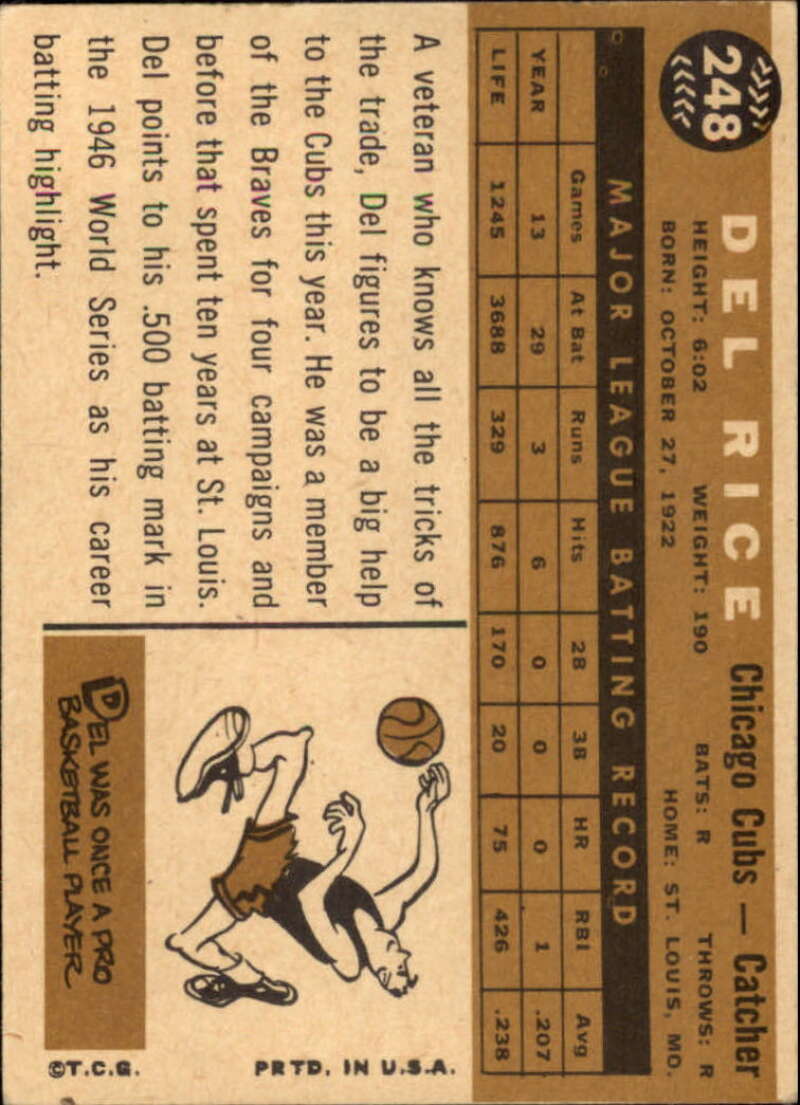 248
DEL RICE Chicago Cubs — Catcher
HEIGHT: 6:02 WEIGHT: 190 BATS: R THROWS: R
BORN: OCTOBER 27, 1922 HOME: ST. LOUIS, MO.
MAJOR LEAGUE BATTING RECORD
Games At Bat Runs Hits 2B 3B HR RBI Avg
YEAR 13 29 3 6 0 0 0 1 .207
LIFE 1245 3688 329 876 170 20 75 426 .238
A veteran who knows all the tricks of
the trade, Del figures to be a big help
to the Cubs this year. He was a member
of the Braves for four campaigns and
before that spent ten years at St. Louis.
Del points to his .500 batting mark in
the 1946 World Series as his career
batting highlight.
DEL WAS ONCE A PRO
BASKETBALL PLAYER
©T.C.G. PRTD. IN U.S.A.